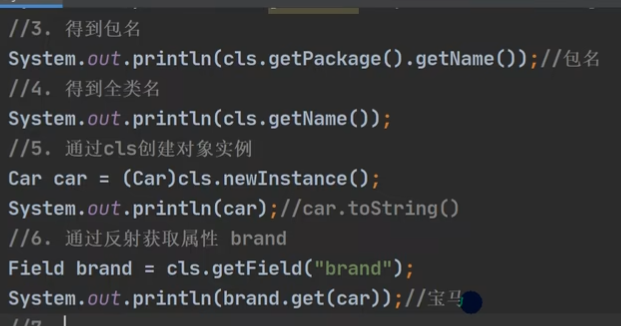 //3. 得到包名
System.out.println(cls.getPackage().getName());//包名
//4. 得到全类名
System.out.println(cls.getName());
//5. 通过cls创建对象实例
Car car = (Car)cls.newInstance();
System.out.println(car);//car.toString()
//6. 通过反射获取属性 brand
Field brand = cls.getField("brand");
System.out.println(brand.get(car));//宝马
//7.